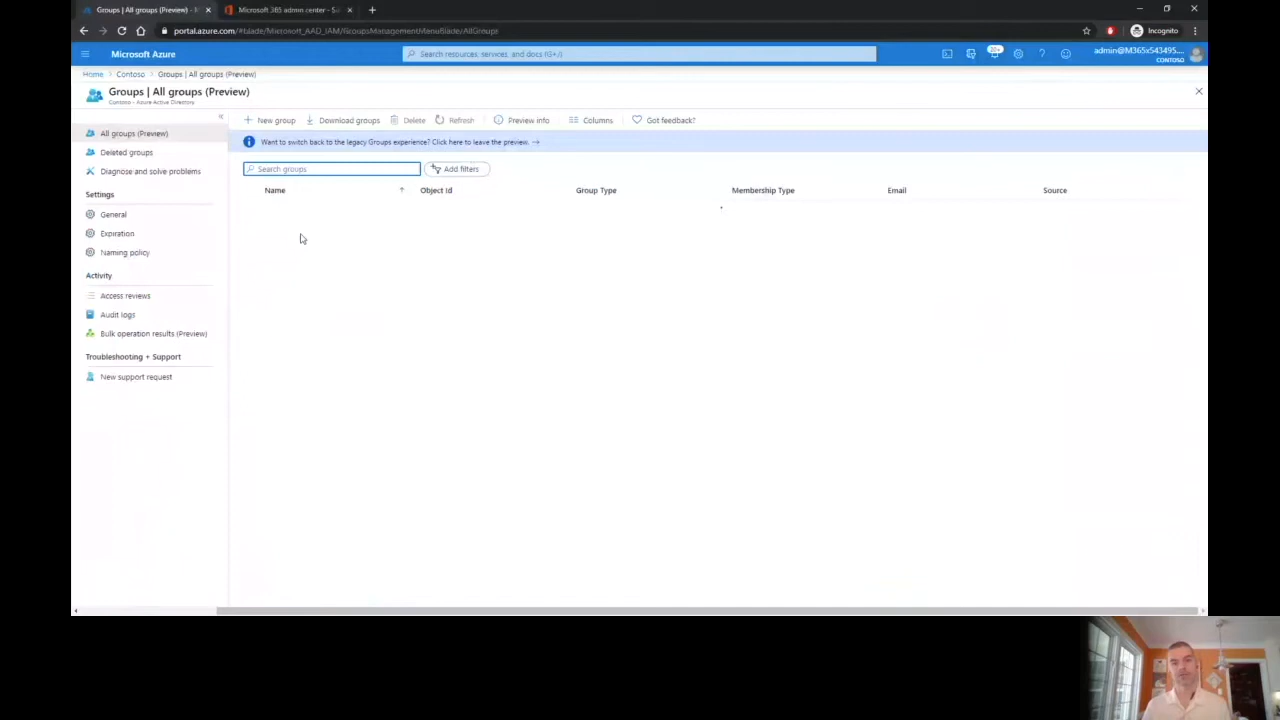 Groups | All groups (Preview) - M
Microsoft 365 admin center - Se
portal.azure.com/#blade/Microsoft_AAD_IAM/GroupsManagementMenuBlade/AllGroups
Incognito
Microsoft Azure
Search resources, services, and docs (G+/)
20+
admin@M365x543495....
CONTOSO
Home > Contoso > Groups | All groups (Preview)
Groups | All groups (Preview)
Contoso - Azure Active Directory
New group
Download groups
Delete
Refresh
Preview info
Columns
Got feedback?
Want to switch back to the legacy Groups experience? Click here to leave the preview. →
Search groups
Add filters
Name
Object Id
Group Type
Membership Type
Email
Source
All groups (Preview)
Deleted groups
Diagnose and solve problems
Settings
General
Expiration
Naming policy
Activity
Access reviews
Audit logs
Bulk operation results (Preview)
Troubleshooting + Support
New support request